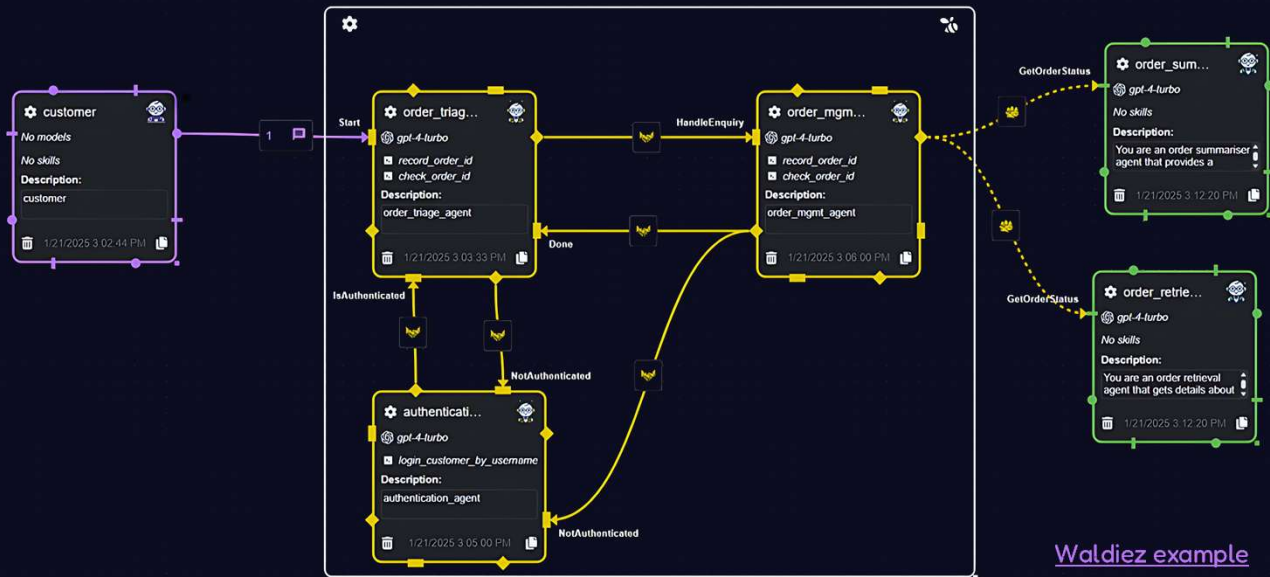 customer
No models
No skills
Description:
customer
1/21/2025 3 02:44 PM
1
Start
order_triag...
gpt-4-turbo
record_order_id
check_order_id
Description:
order_triage_agent
1/21/2025 3 03 33 PM
HandleEnquiry
order_mgm...
gpt-4-turbo
record_order_id
check_order_id
Description:
order_mgmt_agent
1/21/2025 3 06 00 PM
Done
IsAuthenticated
NotAuthenticated
authenticati...
gpt-4-turbo
login_customer_by_username
Description:
authentication_agent
1/21/2025 3 05 00 PM
NotAuthenticated
GetOrderStatus
order_sum...
gpt-4-turbo
No skills
Description:
You are an order summariser
agent that provides a
1/21/2025 3 12.20 PM
GetOrderStatus
order_retrie...
gpt-4-turbo
No skills
Description:
You are an order retrieval
agent that gets details about
1/21/2025 3 12.20 PM
Waldiez example